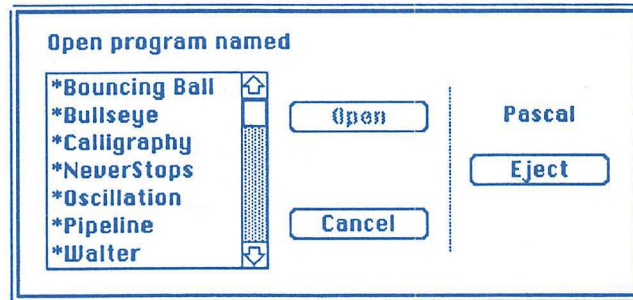 Open program named
*Bouncing Ball
*Bullseye
*Calligraphy
*NeverStops
*Oscillation
*Pipeline
*Walter
Open
Cancel
Pascal
Eject